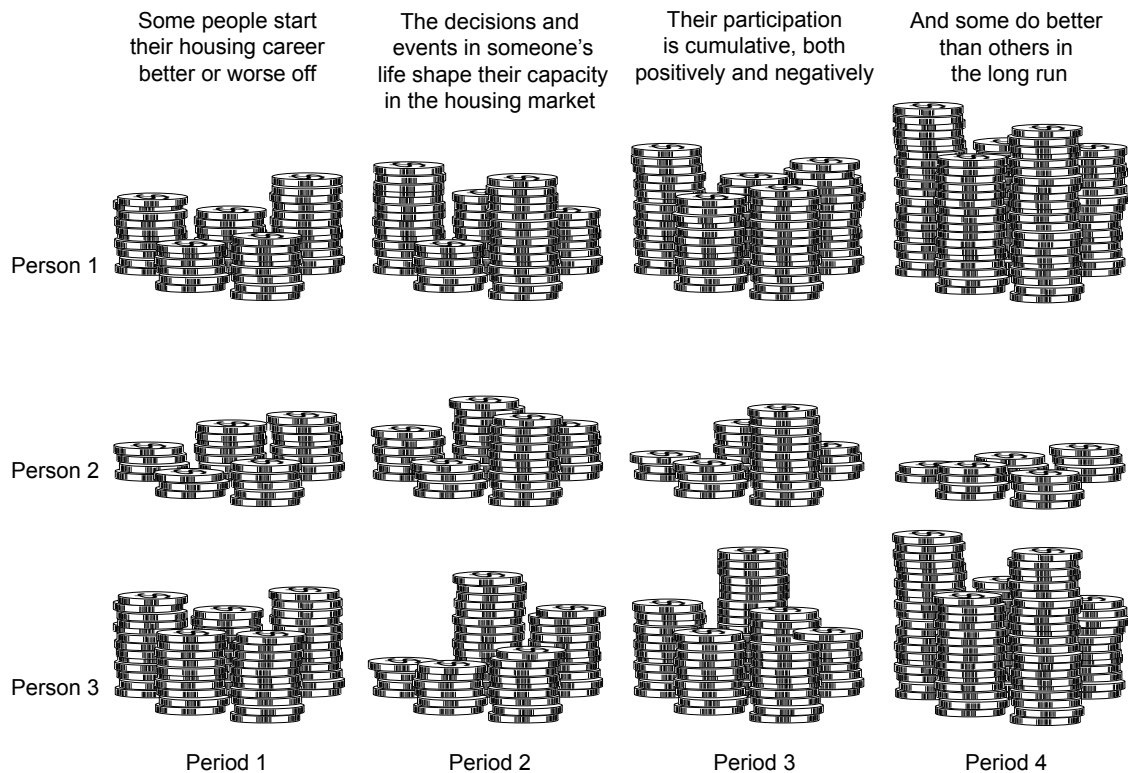 Some people start
their housing career
better or worse off
The decisions and
events in someone's
life shape their capacity
in the housing market
Their participation
is cumulative, both
positively and negatively
And some do better
than others in
the long run
Person 1
Person 2
Person 3
Period 1
Period 2
Period 3
Period 4